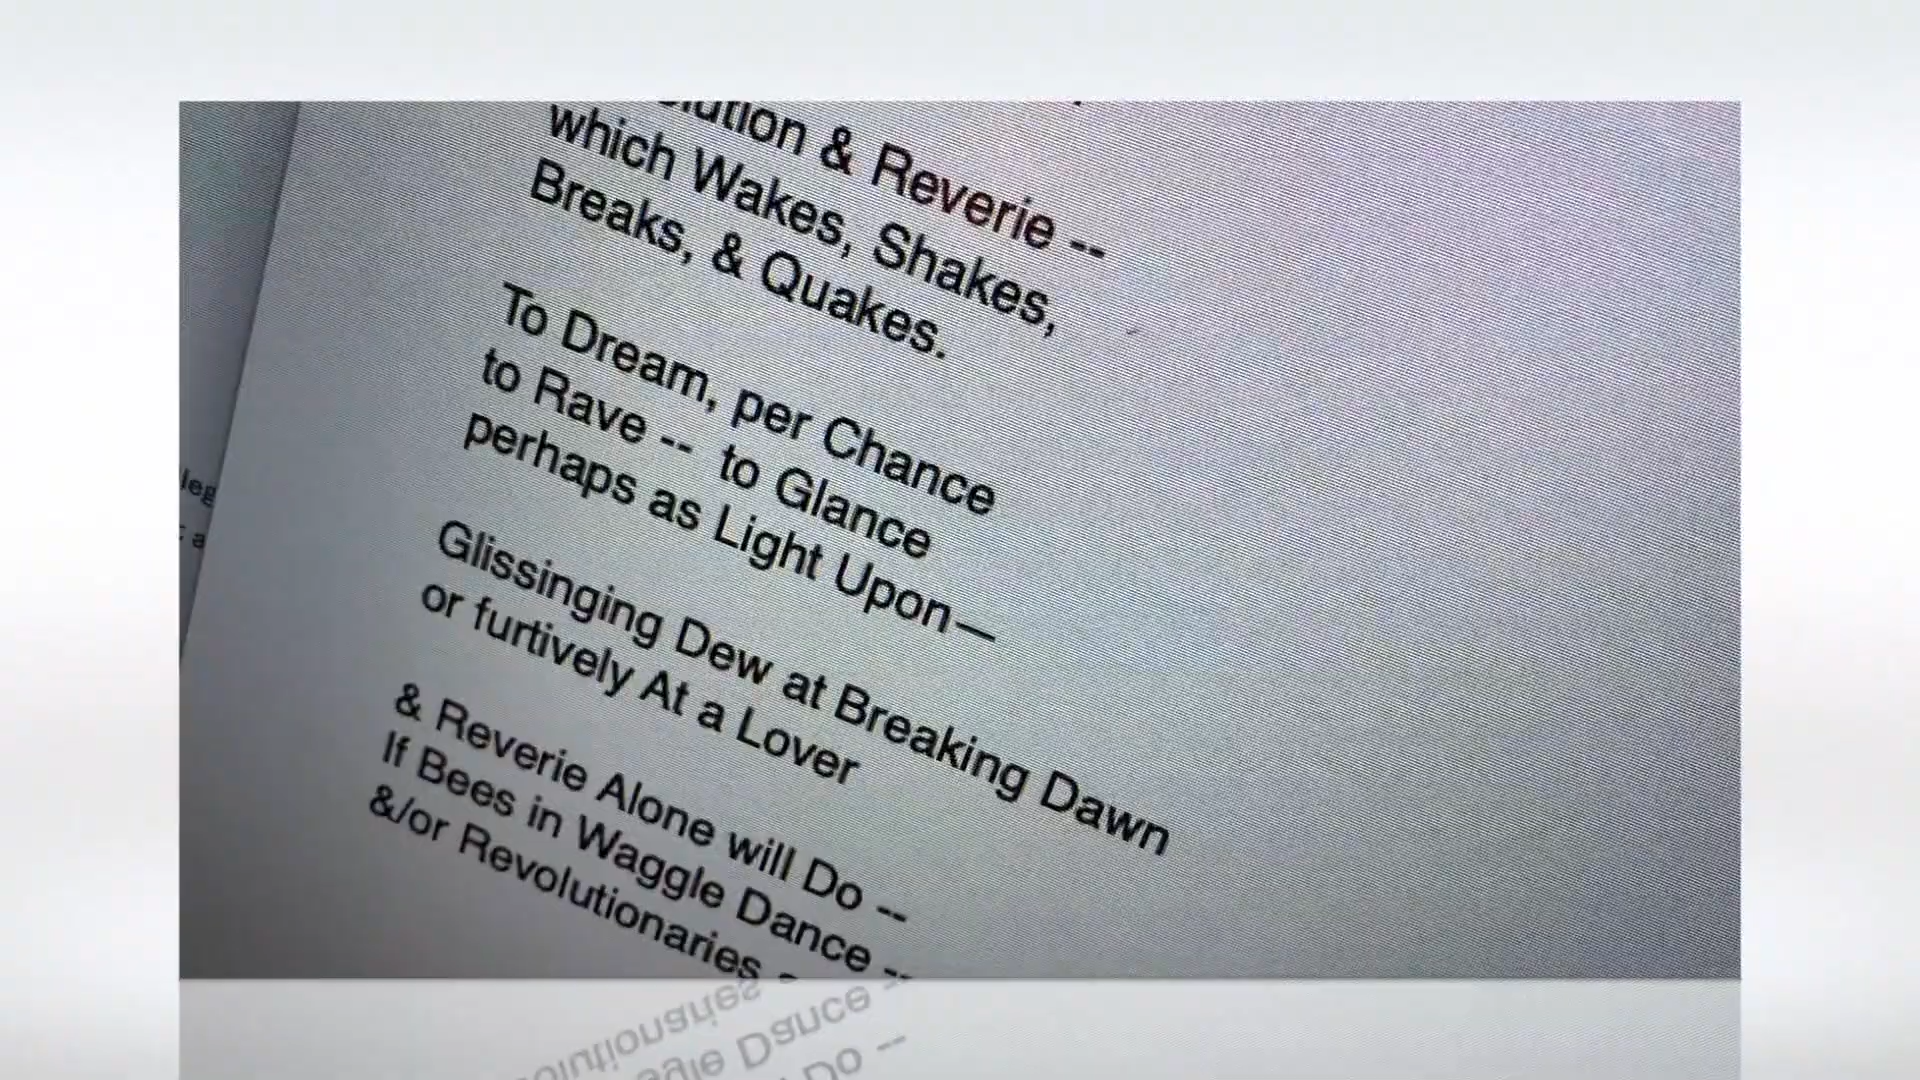 & Reverie --
which Wakes, Shakes,
Breaks, & Quakes.
To Dream, per Chance
to Rave -- to Glance
perhaps as Light Upon—
Glissinging Dew at Breaking Dawn
or furtively At a Lover
& Reverie Alone will Do --
If Bees in Waggle Dance --
&/or Revolutionaries